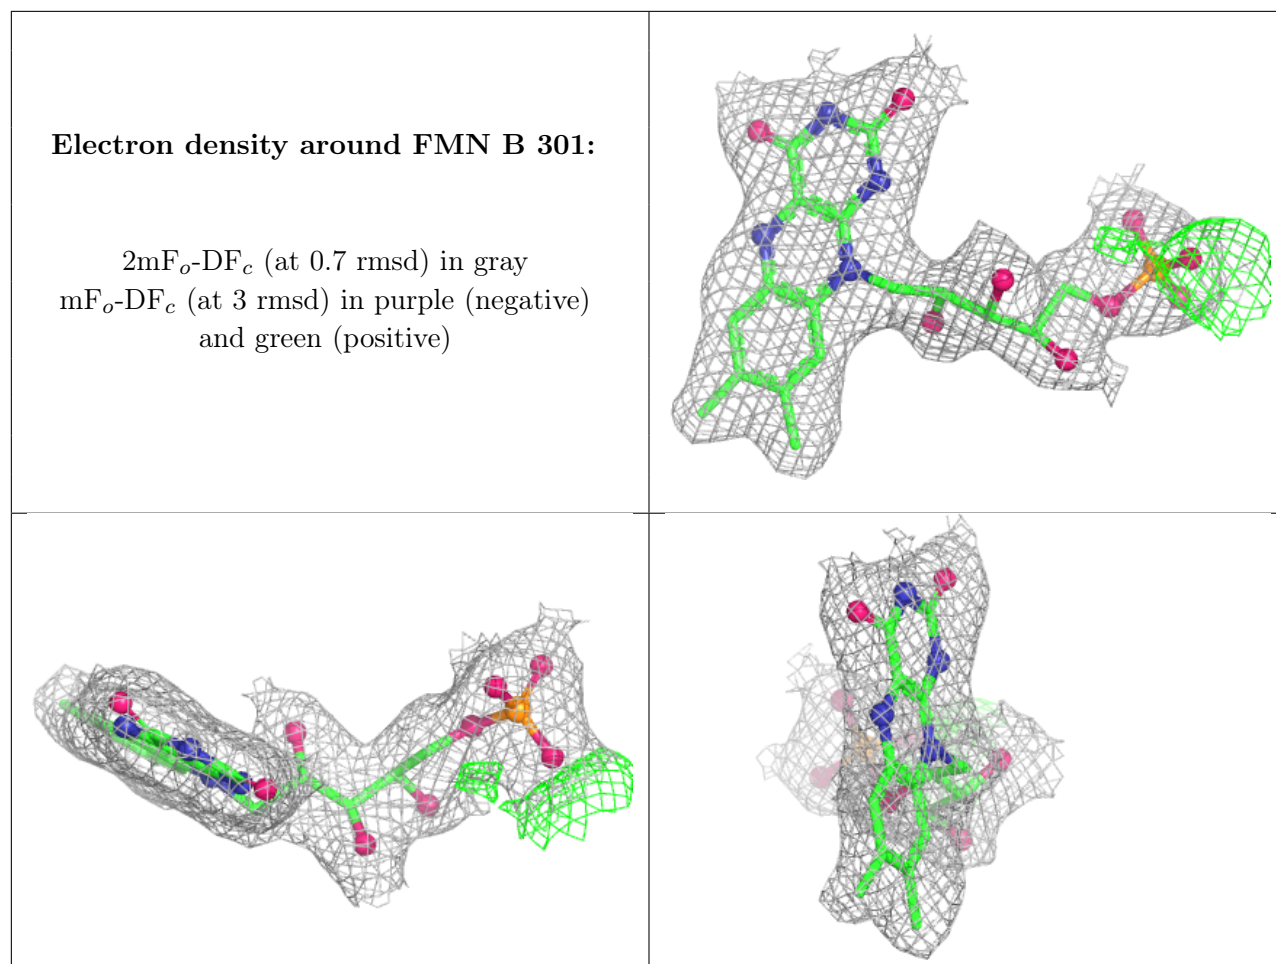 Electron density around FMN B 301:
2mFo-DFc (at 0.7 rmsd) in gray
mFo-DFc (at 3 rmsd) in purple (negative)
and green (positive)